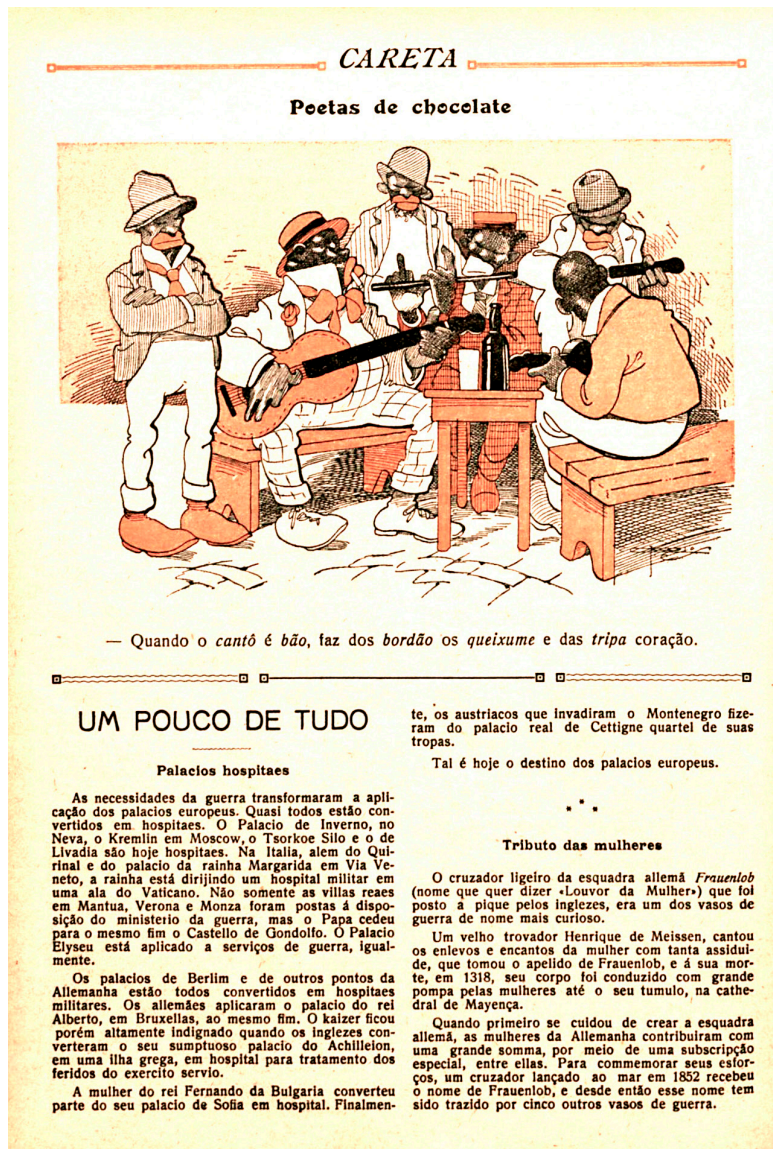 CARETA
Poetas de chocolate
— Quando o cantô é bão, faz dos bordão os queixume e das tripa coração.
UM POUCO DE TUDO
Palacios hospitaes
As necessidades da guerra transformaram a apli-
cação dos palacios europeus. Quasi todos estão con-
vertidos em hospitaes. O Palacio de Inverno, no
Neva, o Kremlin em Moscow, o Tsorkoe Silo e o de
Livadia são hoje hospitaes. Na Italia, alem do Qui-
rinal e do palacio da rainha Margarida em Via Ve-
neto, a rainha está dirijindo um hospital militar em
uma ala do Vaticano. Não somente as villas reaes
em Mantua, Verona e Monza foram postas á dispo-
sição do ministerio da guerra, mas o Papa cedeu
para o mesmo fim o Castello de Gondolfo. O Palacio
Elyseu está aplicado a serviços de guerra, igual-
mente.
Os palacios de Berlim e de outros pontos da
Allemanha estão todos convertidos em hospitaes
militares. Os allemães aplicaram o palacio do rei
Alberto, em Bruxellas, ao mesmo fim. O kaizer ficou
porém altamente indignado quando os inglezes con-
verteram o seu sumptuoso palacio do Achilleion,
em uma ilha grega, em hospital para tratamento dos
feridos do exercito servio.
A mulher do rei Fernando da Bulgaria converteu
parte do seu palacio de Sofia em hospital. Finalmen-
te, os austriacos que invadiram o Montenegro fize-
ram do palacio real de Cettigne quartel de suas
tropas.
Tal é hoje o destino dos palacios europeus.
* * *
Tributo das mulheres
O cruzador ligeiro da esquadra allemã Frauenlob
(nome que quer dizer «Louvor da Mulher») que foi
posto a pique pelos inglezes, era um dos vasos de
guerra de nome mais curioso.
Um velho trovador Henrique de Meissen, cantou
os enlevos e encantos da mulher com tanta assidui-
de, que tomou o apelido de Frauenlob, e á sua mor-
te, em 1318, seu corpo foi conduzido com grande
pompa pelas mulheres até o seu tumulo, na cathe-
dral de Mayença.
Quando primeiro se cuidou de crear a esquadra
allemã, as mulheres da Allemanha contribuiram com
uma grande somma, por meio de uma subscripção
especial, entre ellas. Para commemorar seus esfor-
ços, um cruzador lançado ao mar em 1852 recebeu
o nome de Frauenlob, e desde então esse nome tem
sido trazido por cinco outros vasos de guerra.